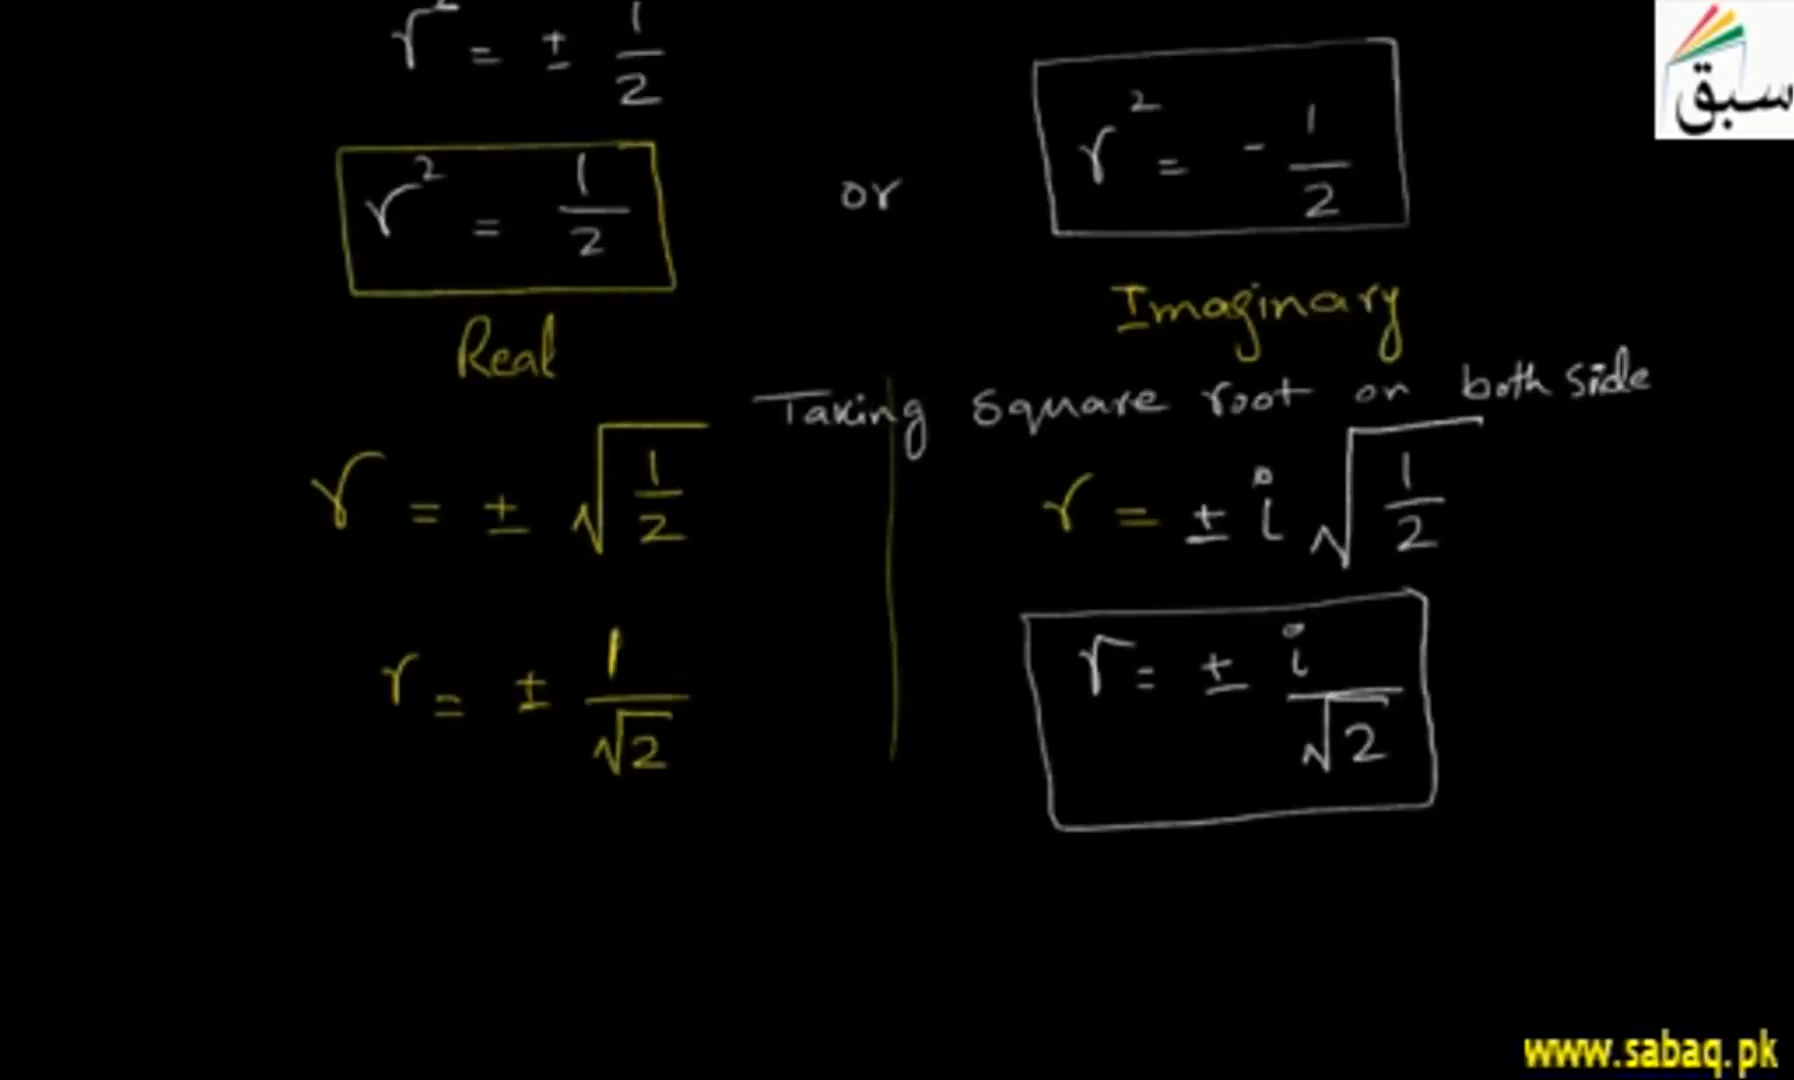 r² = ± 1/2
سبق
r² = 1/2 or r² = - 1/2
Real Imaginary
Taking square root on both side
r = ± √(1/2) r = ± i √(1/2)
r = ± 1/√2 r = ± i/√2
www.sabaq.pk